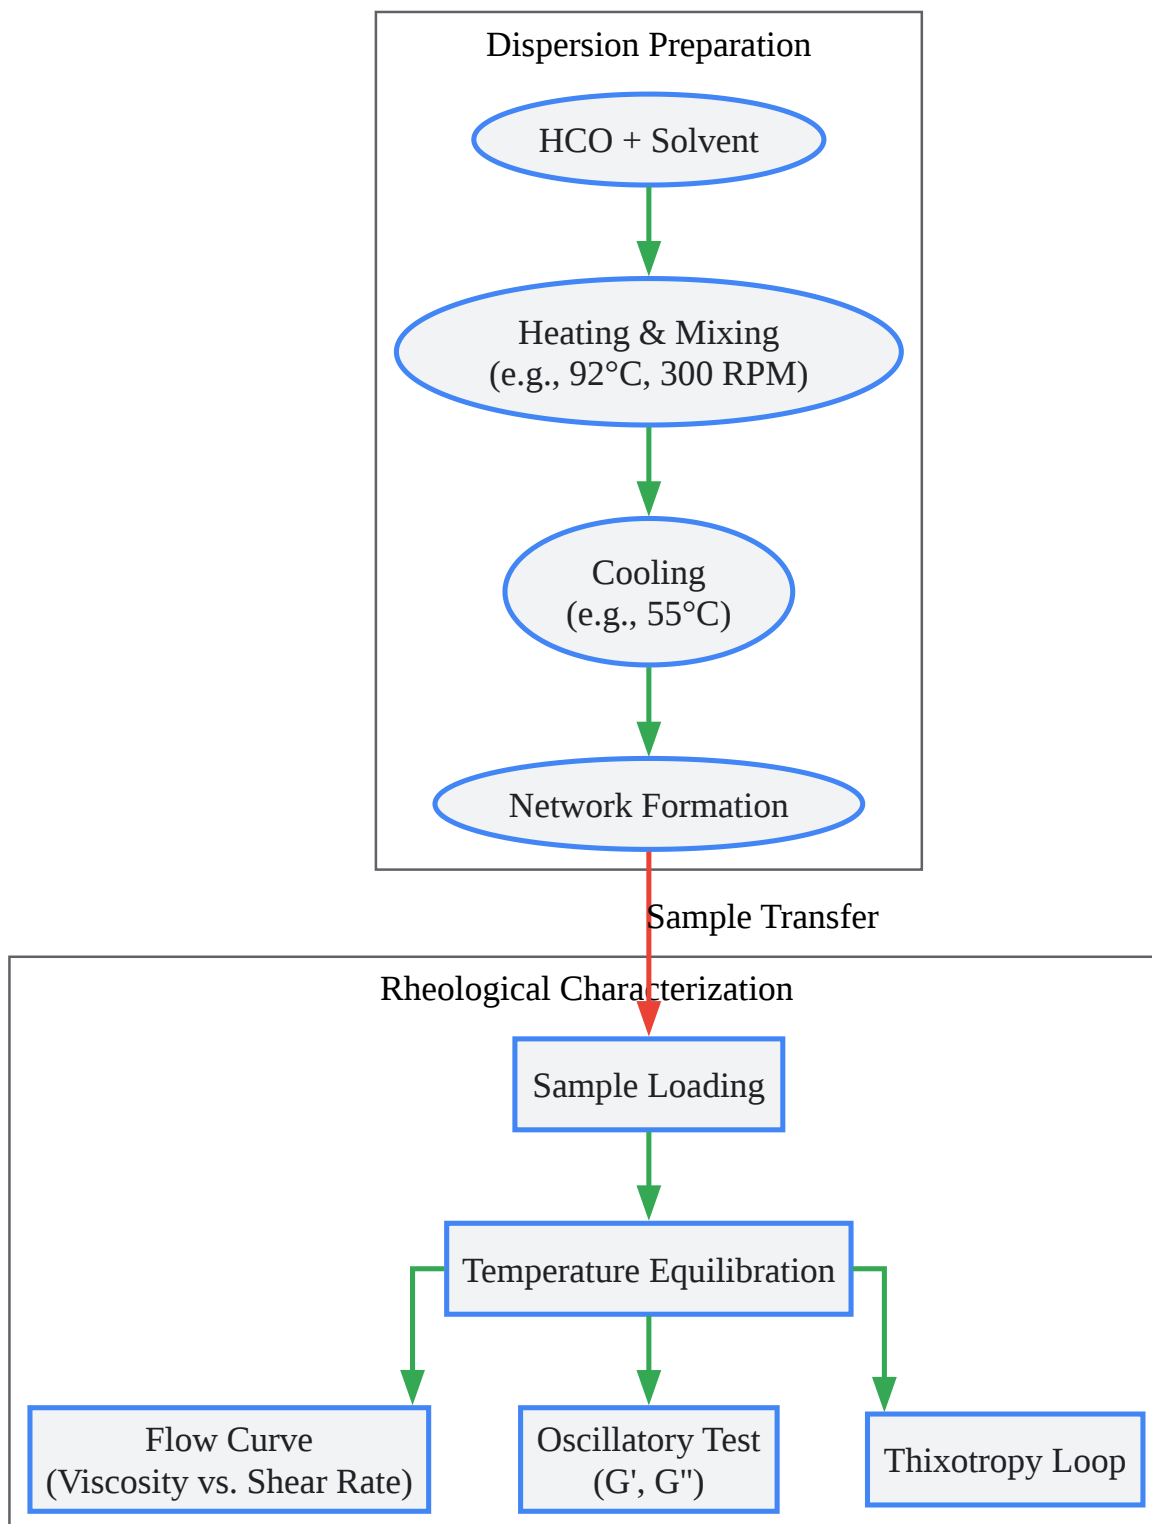 Dispersion Preparation
HCO + Solvent
Heating & Mixing
(e.g., 92°C, 300 RPM)
Cooling
(e.g., 55°C)
Network Formation
Sample Transfer
Rheological Characterization
Sample Loading
Temperature Equilibration
Flow Curve
(Viscosity vs. Shear Rate)
Oscillatory Test
(G', G")
Thixotropy Loop